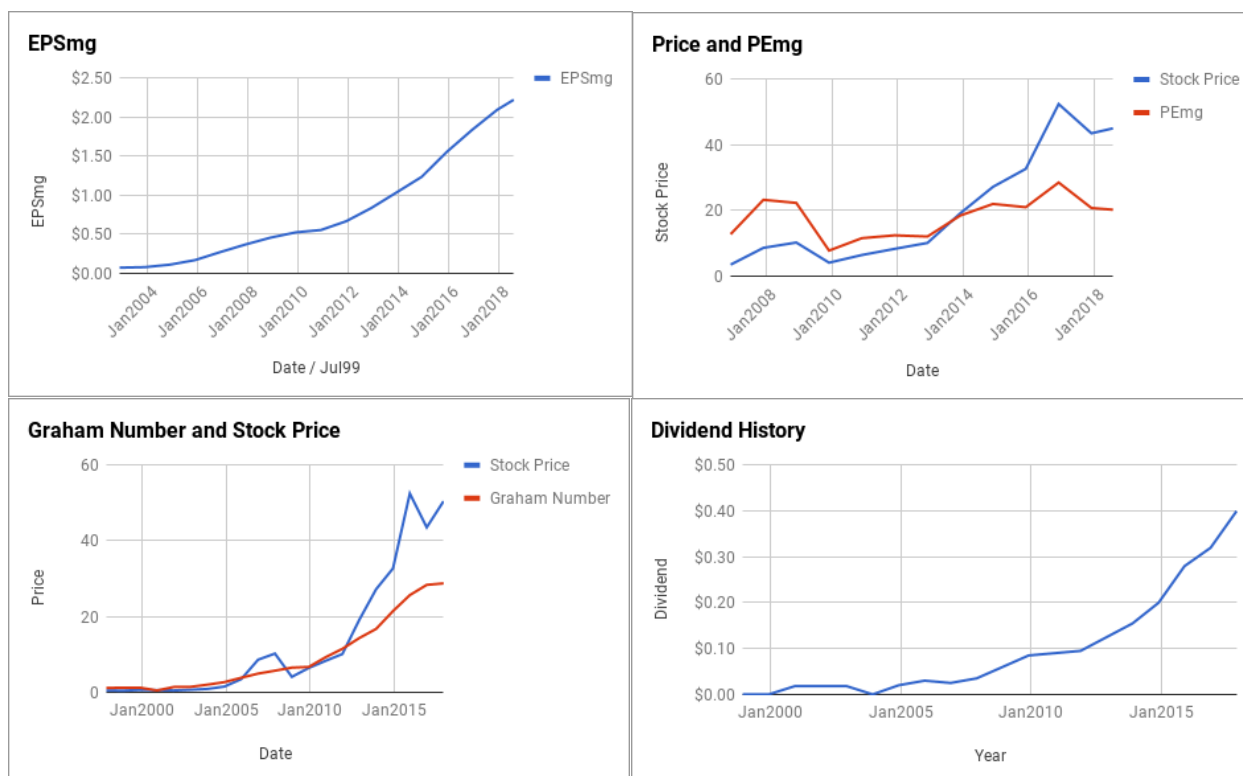 EPSmg
EPSmg
$2.50
$2.00
$1.50
$1.00
$0.50
$0.00
EPSmg
Jan2004
Jan2006
Jan2008
Jan2010
Jan2012
Jan2014
Jan2016
Jan2018
Date / Jul99
Price and PEmg
Stock Price
PEmg
60
40
20
0
Stock Price
Jan2008
Jan2010
Jan2012
Jan2014
Jan2016
Jan2018
Date
Graham Number and Stock Price
Stock Price
Graham Number
60
40
20
0
Price
Jan2000
Jan2005
Jan2010
Jan2015
Date
Dividend History
$0.50
$0.40
$0.30
$0.20
$0.10
$0.00
Dividend
Jan2000
Jan2005
Jan2010
Jan2015
Year